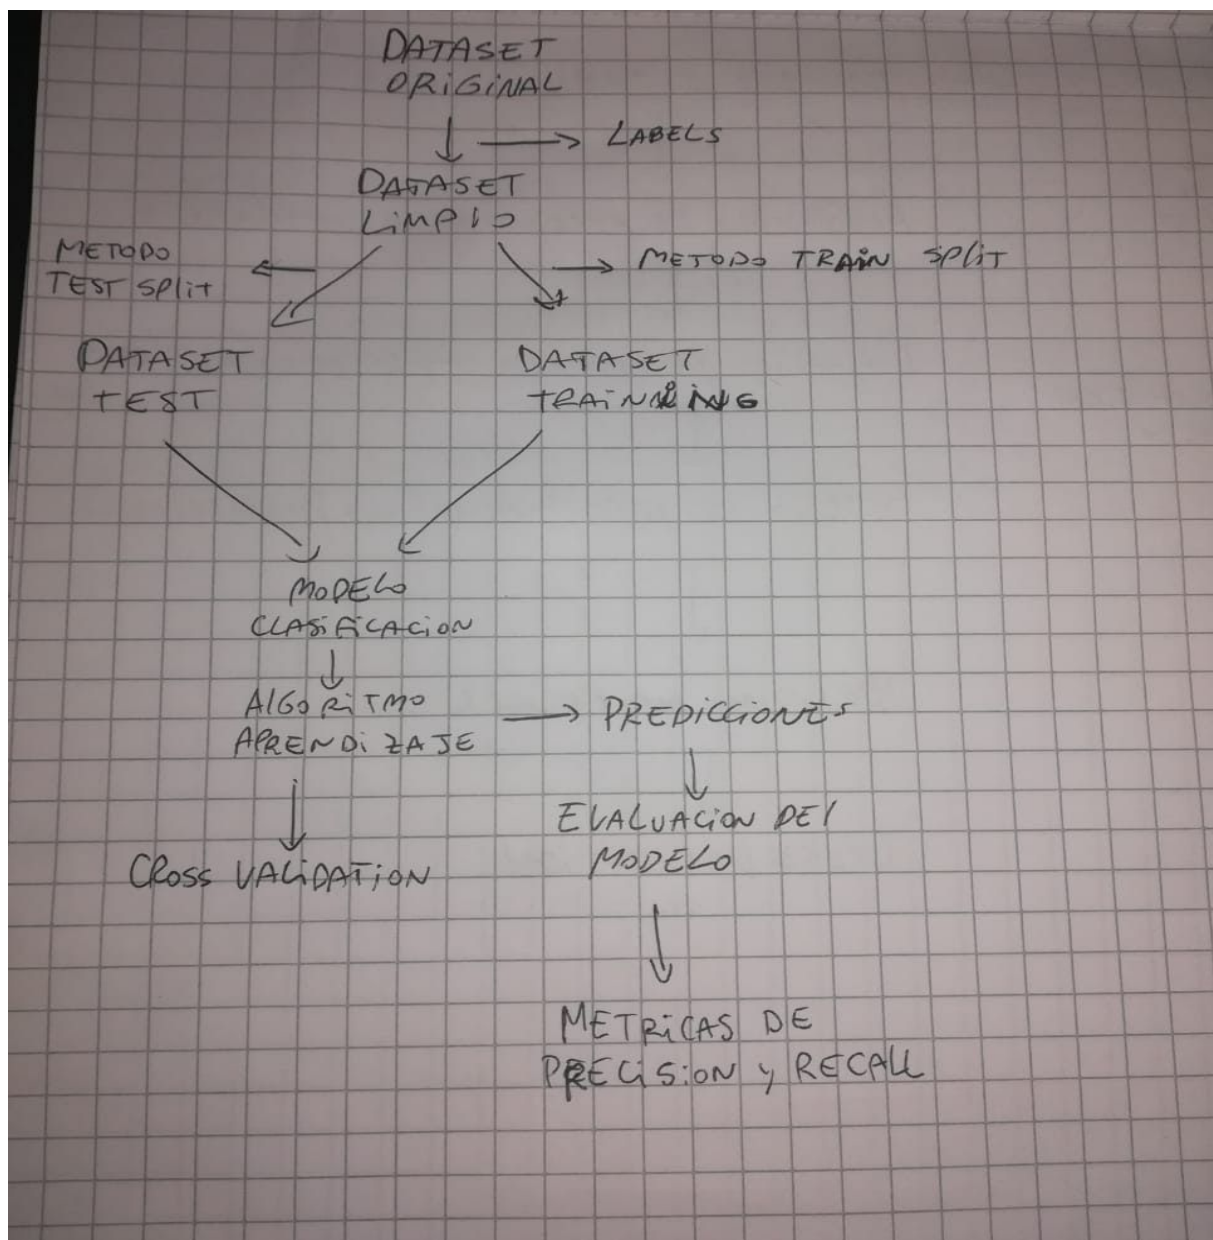 DATASET
ORIGINAL
LABELS
DATASET
LIMPIO
METODO
TEST SPLIT
METODO TRAIN SPLIT
DATASET
TEST
DATASET
TRAINING
MODELO
CLASIFICACION
ALGORITMO
APRENDIZAJE
PREDICCIONES
EVALUACION DEL
MODELO
CROSS VALIDATION
METRICAS DE
PRECISION y RECALL